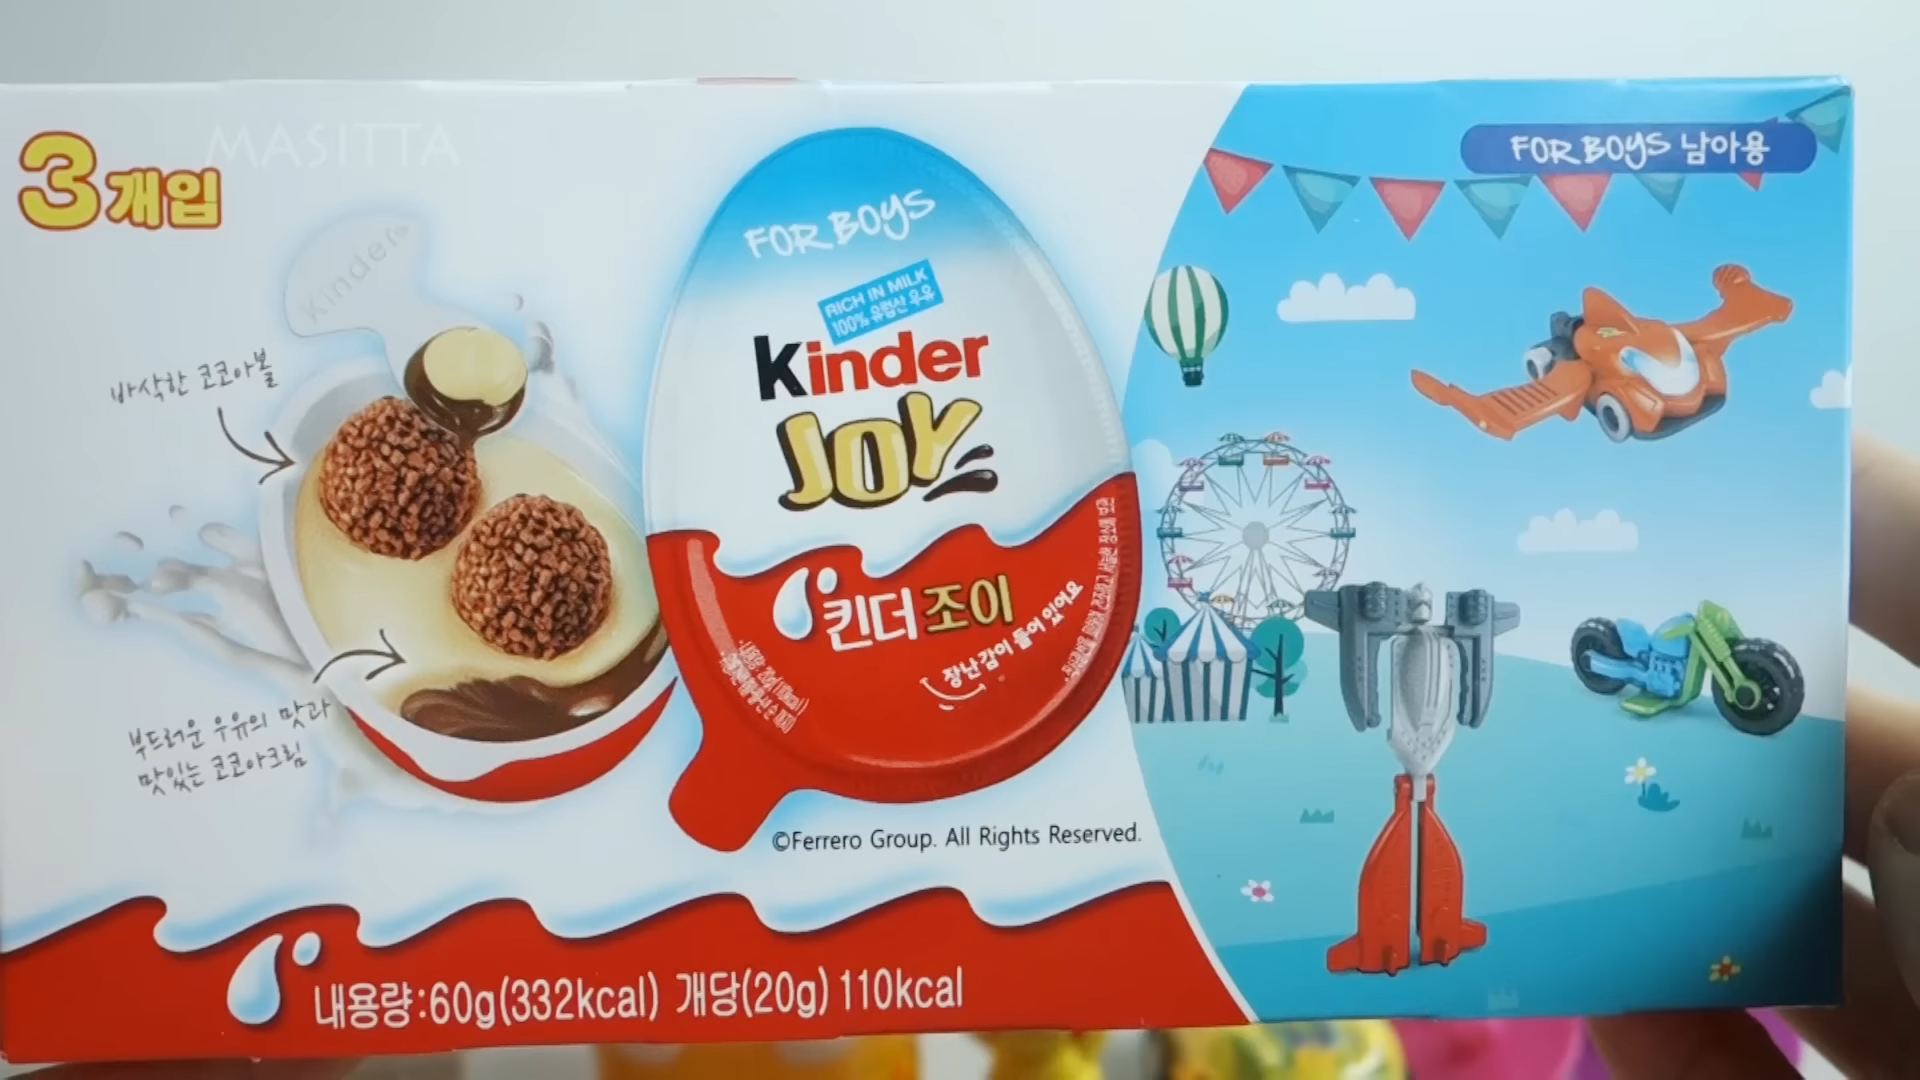 MASITTA
3개입
FOR BOYS 남아용
Kinder
FOR BOYS
RICH IN MILK
100% 유럽산 우유
Kinder
JOY
킨더조이
장난감이 들어 있어요
바삭한 코코아볼
부드러운 우유의 맛과
맛있는 코코아크림
©Ferrero Group. All Rights Reserved.
내용량:60g(332kcal) 개당(20g) 110kcal